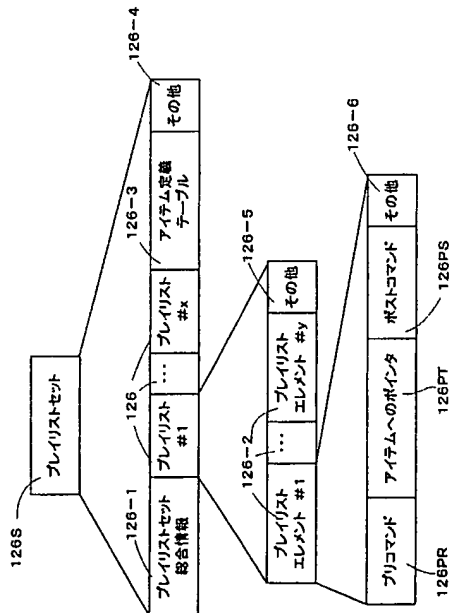 126S
プレイリストセット
126-1
126
126-3
126-4
プレイリストセット
総合情報
プレイリスト
#1
・・・
プレイリスト
#x
アイテム定義
テーブル
その他
126-2
126-5
プレイリスト
エレメント #1
・・・
プレイリスト
エレメント #y
その他
126-6
プリコマンド
アイテムへのポインタ
ポストコマンド
その他
126PR
126PT
126PS